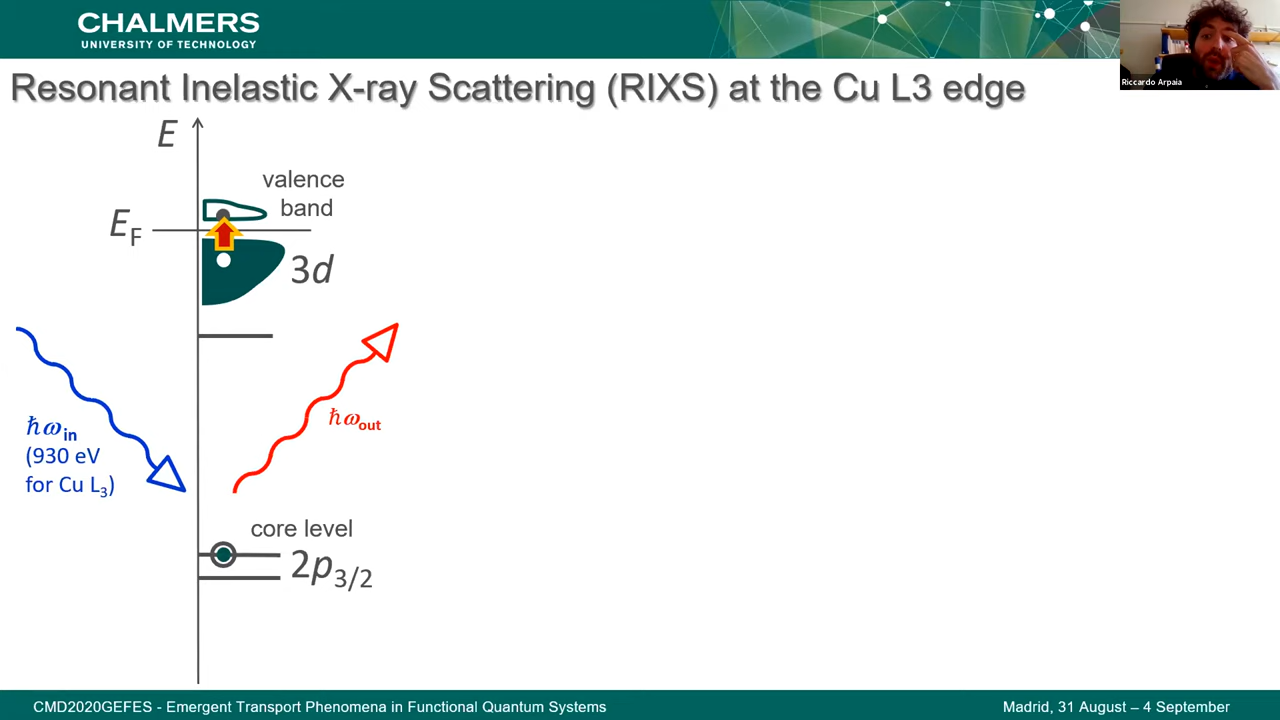 CHALMERS
UNIVERSITY OF TECHNOLOGY
Riccardo Arpaia
Resonant Inelastic X-ray Scattering (RIXS) at the Cu L3 edge
E
valence
band
E_F
3d
ħω_in
(930 eV
for Cu L_3)
ħω_out
core level
2p_3/2
CMD2020GEFES - Emergent Transport Phenomena in Functional Quantum Systems
Madrid, 31 August – 4 September